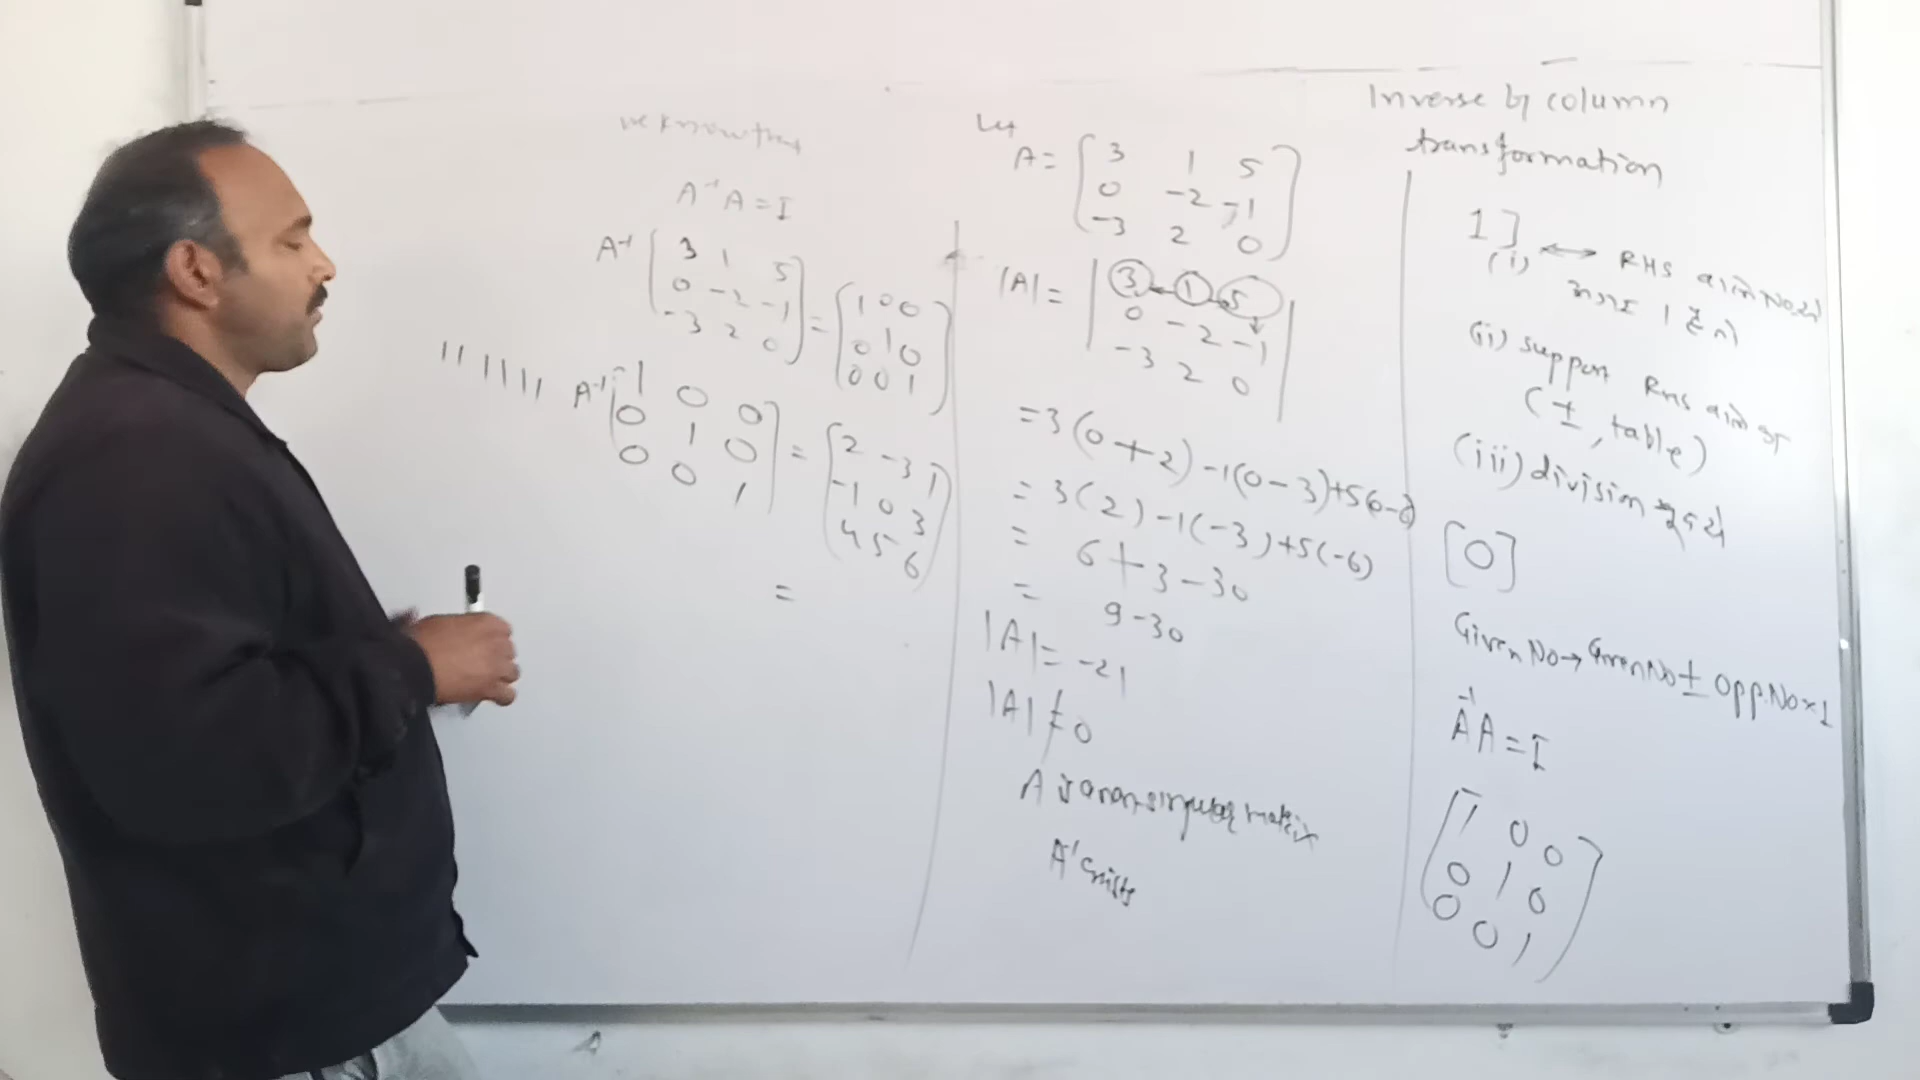 Inverse by column
transformation
1]
(i) ↔ RHS
(ii) support RHS
(±, table)
(iii) division
[0]
Given No→ Given No ± opp.No×1
A⁻¹A = I
[1 0 0
0 1 0
0 0 1]
Let
A = [3 1 5
0 -2 -1
-3 2 0]
|A| = |3 1 5
0 -2 -1
-3 2 0|
=3(0+2)-1(0-3)+5(0-6)
= 3(2)-1(-3)+5(-6)
= 6+3-30
= 9-30
|A|= -21
|A| ≠ 0
A is a non singular matrix
A⁻¹ exists
we know that
A⁻¹A = I
A⁻¹ [3 1 5
0 -2 -1
-3 2 0] = [1 0 0
0 1 0
0 0 1]
A⁻¹ [1 0 0
0 1 0
0 0 1] = [2 -3 1
-1 0 3
4 5 6]
=